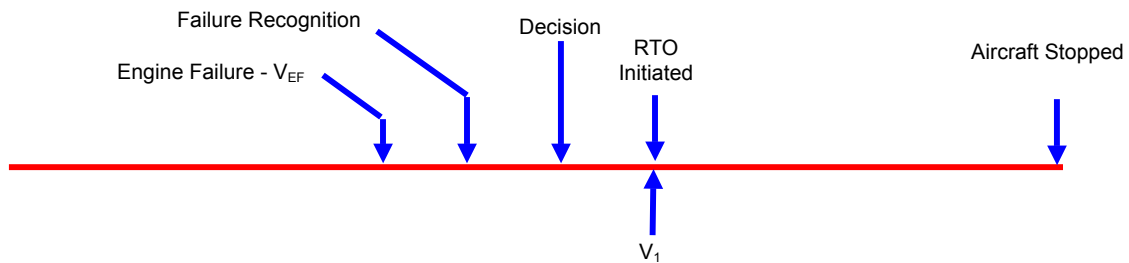 Failure Recognition
Decision
RTO
Initiated
Aircraft Stopped
Engine Failure - VEF
V1